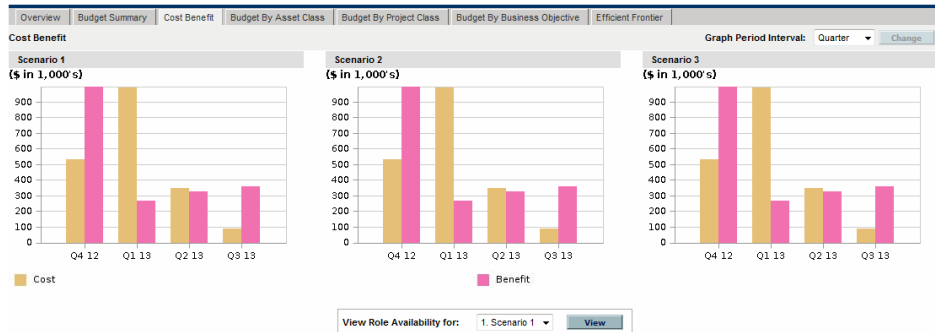 Overview Budget Summary Cost Benefit Budget By Asset Class Budget By Project Class Budget By Business Objective Efficient Frontier
Cost Benefit Graph Period Interval: Quarter Change
Scenario 1 Scenario 2 Scenario 3
($ in 1,000's) ($ in 1,000's) ($ in 1,000's)
900 900 900
800 800 800
700 700 700
600 600 600
500 500 500
400 400 400
300 300 300
200 200 200
100 100 100
0 0 0
Q4 12 Q1 13 Q2 13 Q3 13 Q4 12 Q1 13 Q2 13 Q3 13 Q4 12 Q1 13 Q2 13 Q3 13
Cost Benefit
View Role Availability for: 1. Scenario 1 View